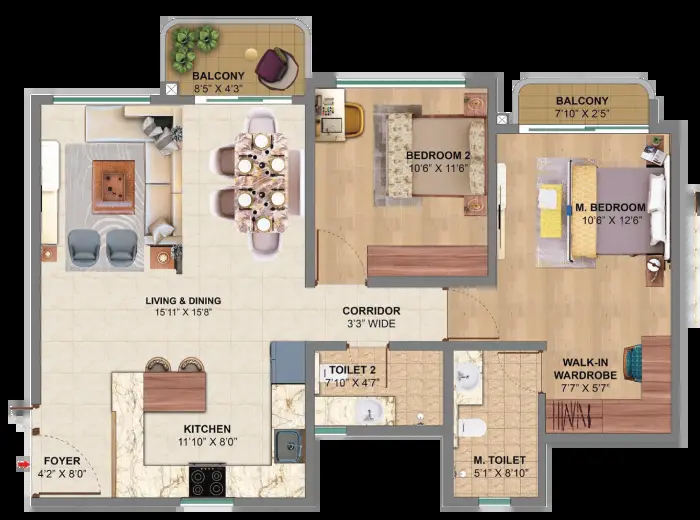 BALCONY
8'5" X 4'3"
BALCONY
7'10" X 2'5"
BEDROOM 2
10'6" X 11'6"
M. BEDROOM
10'6" X 12'6"
LIVING & DINING
15'11" X 15'8"
CORRIDOR
3'3" WIDE
TOILET 2
7'10" X 4'7"
WALK-IN
WARDROBE
7'7" X 5'7"
KITCHEN
11'10" X 8'0"
FOYER
4'2" X 8'0"
M. TOILET
5'1" X 8'10"